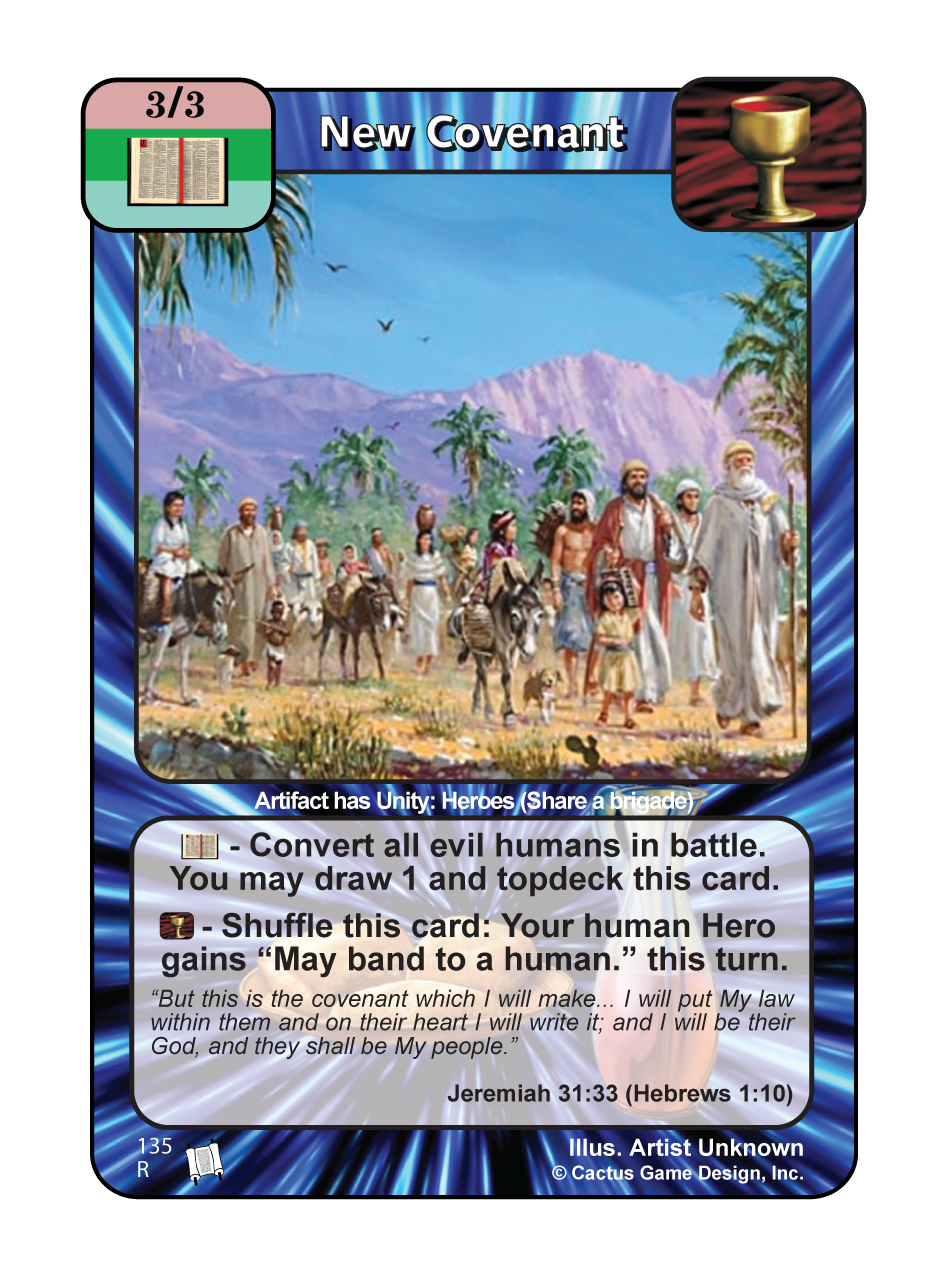 3/3
New Covenant
Artifact has Unity: Heroes (Share a brigade)
- Convert all evil humans in battle.
You may draw 1 and topdeck this card.
- Shuffle this card: Your human Hero
gains “May band to a human.” this turn.
“But this is the covenant which I will make... I will put My law
within them and on their heart I will write it; and I will be their
God, and they shall be My people.”
Jeremiah 31:33 (Hebrews 1:10)
135
R
Illus. Artist Unknown
© Cactus Game Design, Inc.